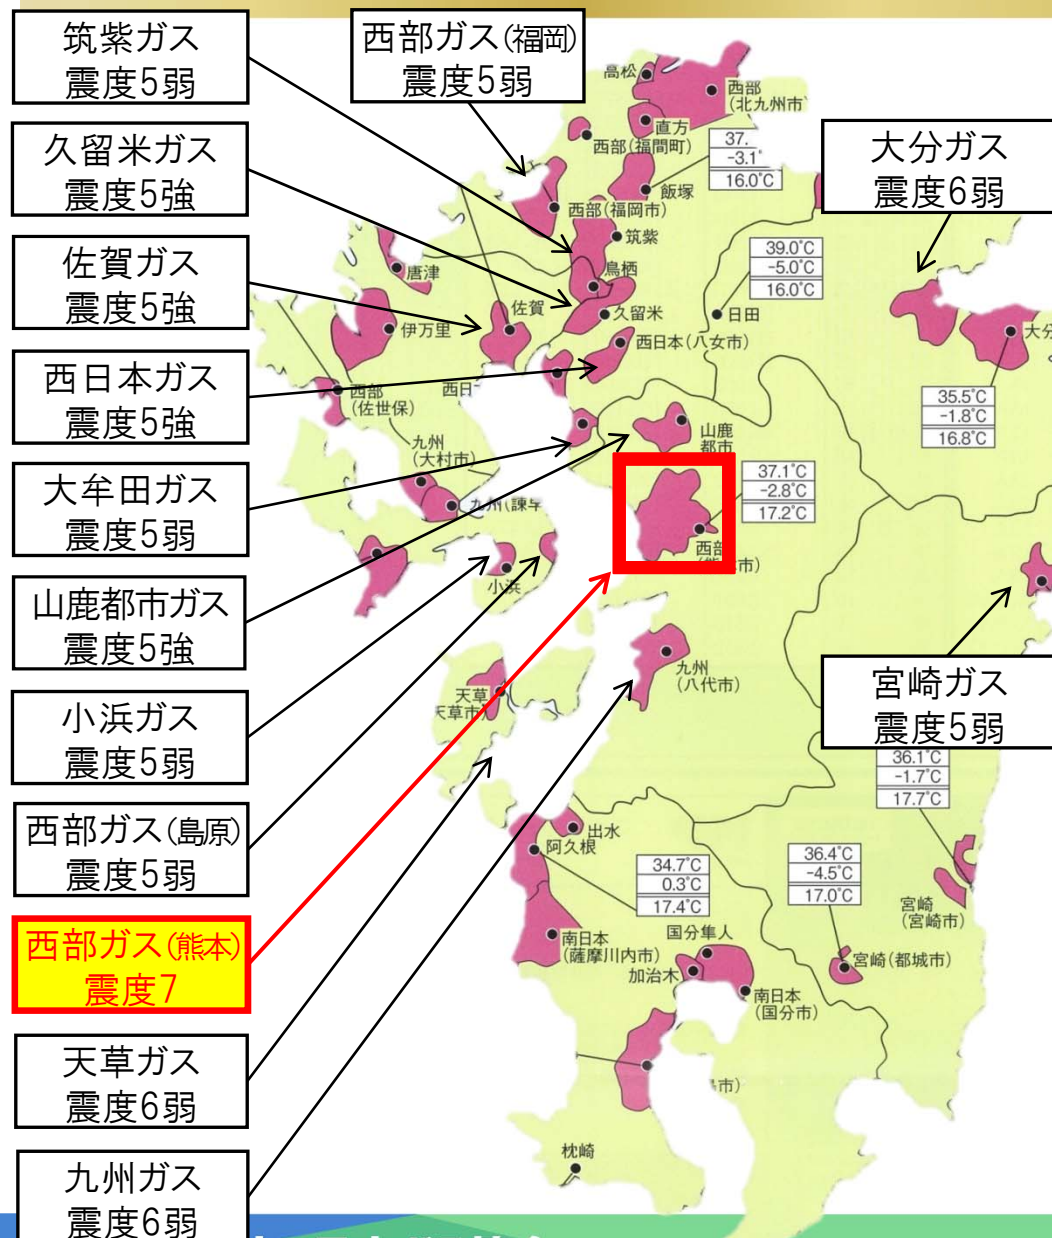 筑紫ガス
震度5弱
西部ガス(福岡)
震度5弱
久留米ガス
震度5強
大分ガス
震度6弱
佐賀ガス
震度5強
西日本ガス
震度5強
大牟田ガス
震度5弱
山鹿都市ガス
震度5強
小浜ガス
震度5弱
西部ガス(島原)
震度5弱
西部ガス(熊本)
震度7
天草ガス
震度6弱
九州ガス
震度6弱
宮崎ガス
震度5弱
高松
西部
(北九州市)
直方
西部(福間町)
37.
-3.1°
16.0°C
飯塚
西部(福岡市)
筑紫
鳥栖
唐津
39.0°C
-5.0°C
16.0°C
日田
佐賀
久留米
伊万里
西日本(八女市)
大分
35.5°C
-1.8°C
16.8°C
西部
(佐世保)
西日
山鹿
都市
九州
(大村市)
九州(諫早
37.1°C
-2.8°C
17.2°C
西部
市)
小浜
九州
(八代市)
天草
天草市)
36.1°C
-1.7°C
17.7°C
出水
阿久根
34.7°C
0.3°C
17.4°C
36.4°C
-4.5°C
17.0°C
宮崎
(宮崎市)
南日本
(薩摩川内市)
国分隼人
加治木
宮崎(都城市)
南日本
(国分市)
市)
枕崎